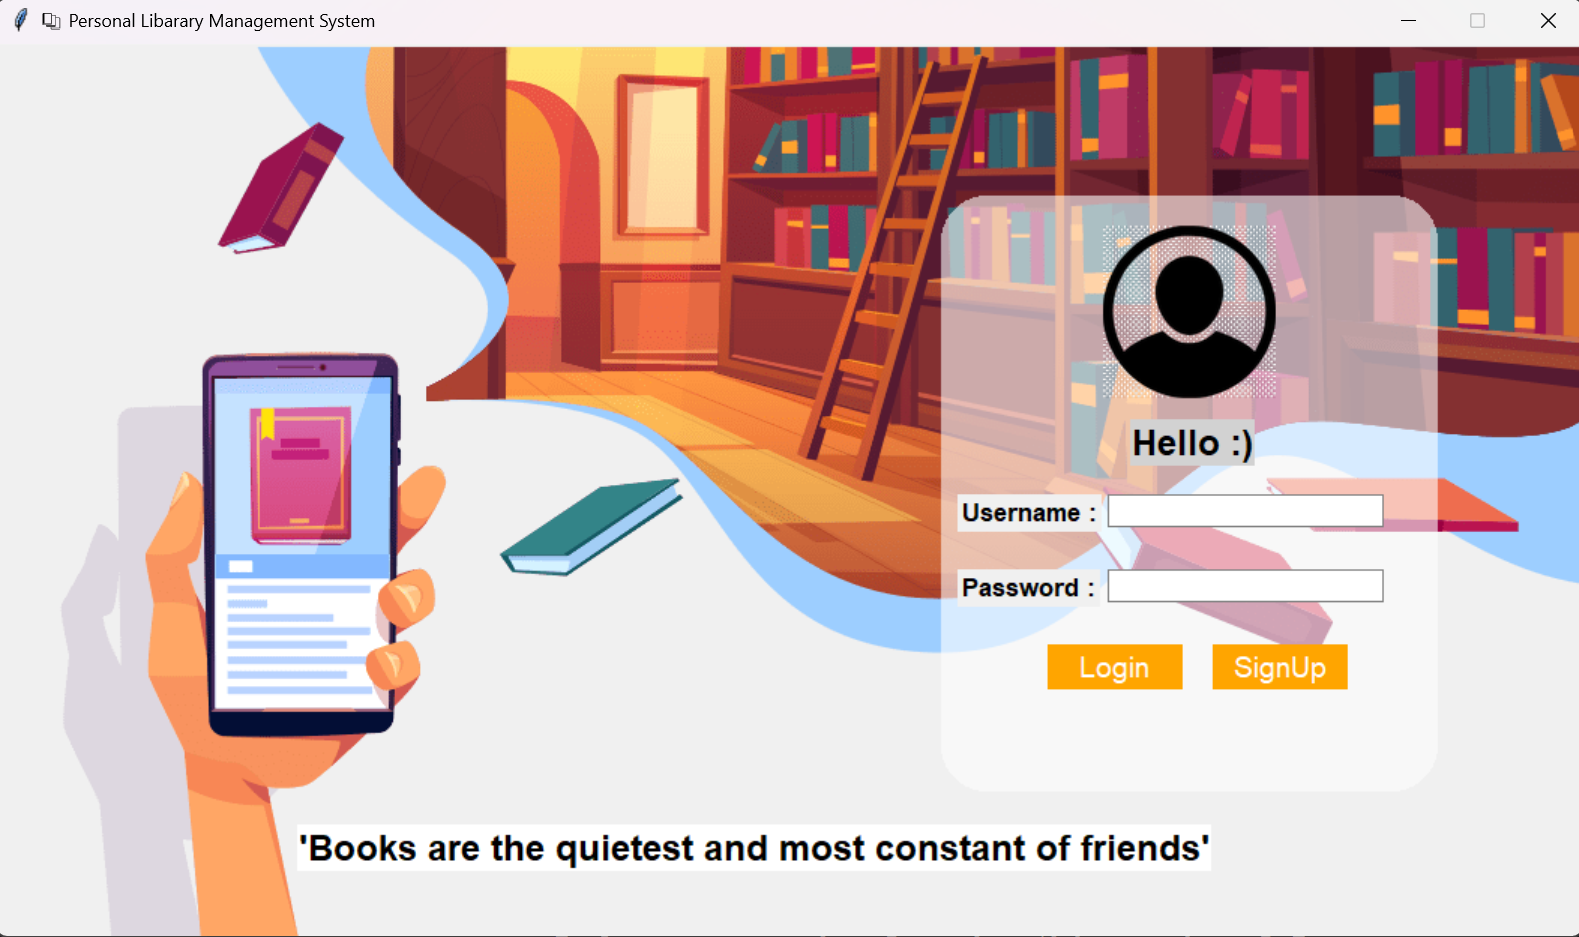 Personal Libarary Management System
Hello :)
Username :
Password :
Login
SignUp
'Books are the quietest and most constant of friends'